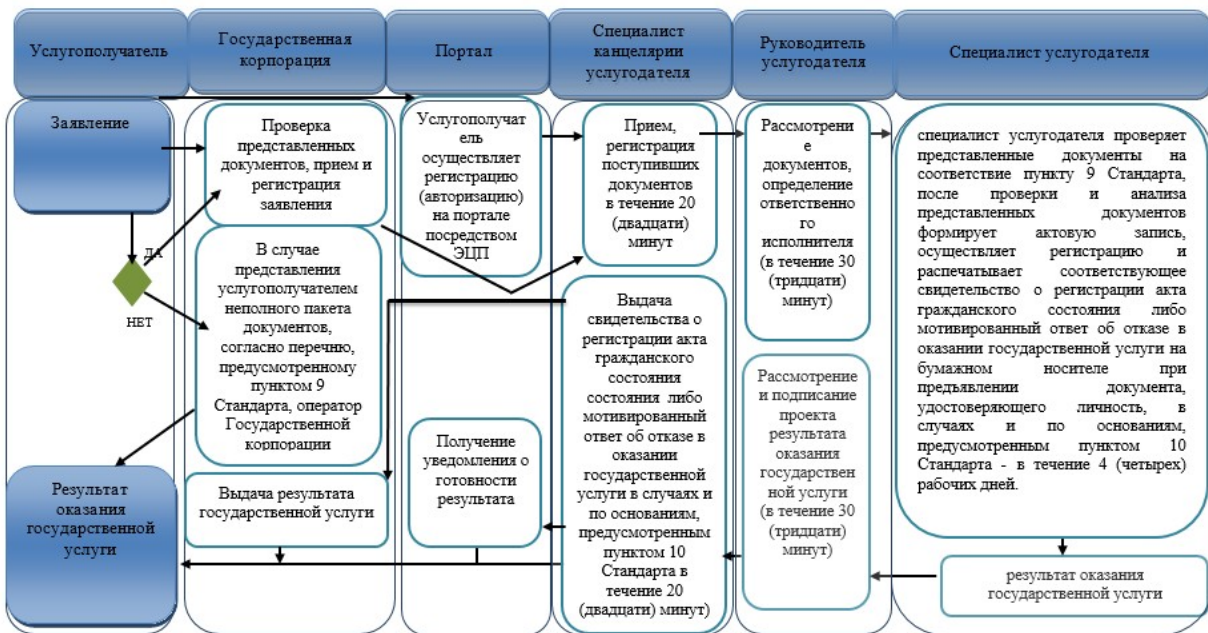 Услугополучатель
Государственная
корпорация
Портал
Специалист
канцелярии
услугодателя
Руководитель
услугодателя
Специалист услугодателя
Заявление
ДА
НЕТ
Результат
оказания
государственной
услуги
Проверка
представленных
документов, прием и
регистрация
заявления
В случае
представления
услугополучателем
неполного пакета
документов,
согласно перечню,
предусмотренному
пунктом 9
Стандарта, оператор
Государственной
корпорации
Выдача результата
государственной услуги
Услугополучат
ель
осуществляет
регистрацию
(авторизацию)
на портале
посредством
ЭЦП
Получение
уведомления о
готовности
результата
Прием,
регистрация
поступивших
документов
в течение 20
(двадцати)
минут
Выдача
свидетельства о
регистрации акта
гражданского
состояния
состояния либо
мотивированный
ответ об отказе в
оказании
государственной
услуги в случаях и
по основаниям,
предусмотренным
пунктом 10
Стандарта в
течение 20
(двадцати) минут)
Рассмотрени
е
документов,
определение
ответственно
го
исполнителя
(в течение 30
(тридцати)
минут)
Рассмотрение
и подписание
проекта
результата
оказания
государствен
ной услуги
(в течение 30
(тридцати)
минут)
специалист услугодателя проверяет
представленные документы на
соответствие пункту 9 Стандарта,
после проверки и анализа
представленных документов
формирует актовую запись,
осуществляет регистрацию и
распечатывает соответствующее
свидетельство о регистрации акта
гражданского состояния либо
мотивированный ответ об отказе в
оказании государственной услуги на
бумажном носителе при
предъявлении документа,
удостоверяющего личность, в
случаях и по основаниям,
предусмотренным пунктом 10
Стандарта - в течение 4 (четырех)
рабочих дней.
результат оказания
государственной услуги